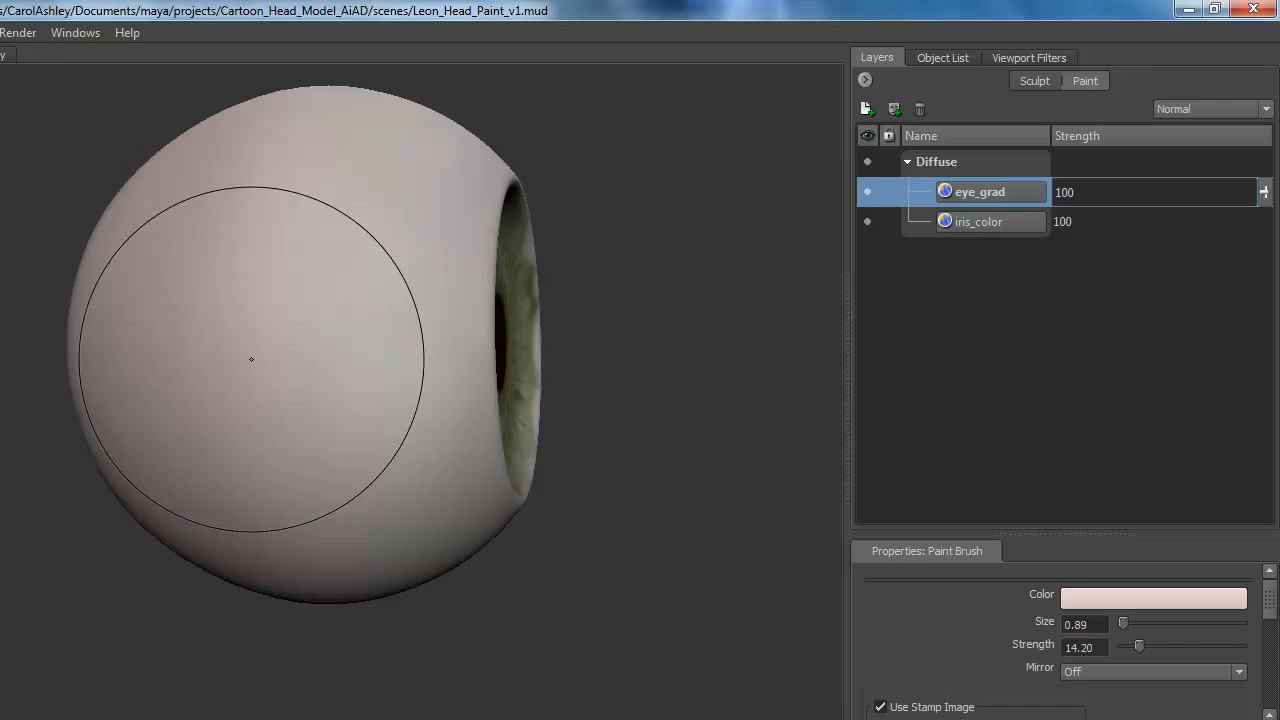 s/CarolAshley/Documents/maya/projects/Cartoon_Head_Model_AiAD/scenes/Leon_Head_Paint_v1.mud
Render Windows Help
y
Layers Object List Viewport Filters
Sculpt Paint
Normal
Name Strength
Diffuse
eye_grad 100
iris_color 100
Properties: Paint Brush
Color
Size 0.89
Strength 14.20
Mirror Off
Use Stamp Image